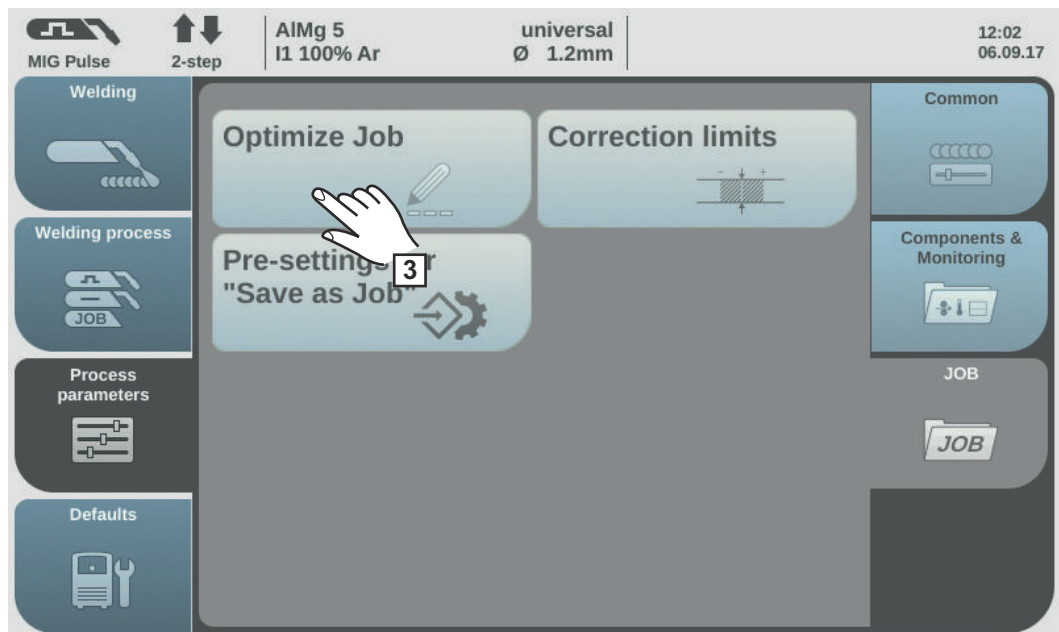 MIG Pulse
2-step
AlMg 5
I1 100% Ar
universal
Ø 1.2mm
12:02
06.09.17
Welding
Welding process
JOB
Process
parameters
Defaults
Optimize Job
Correction limits
- +
3
Pre-settings r
"Save as Job"
Common
Components &
Monitoring
JOB
JOB